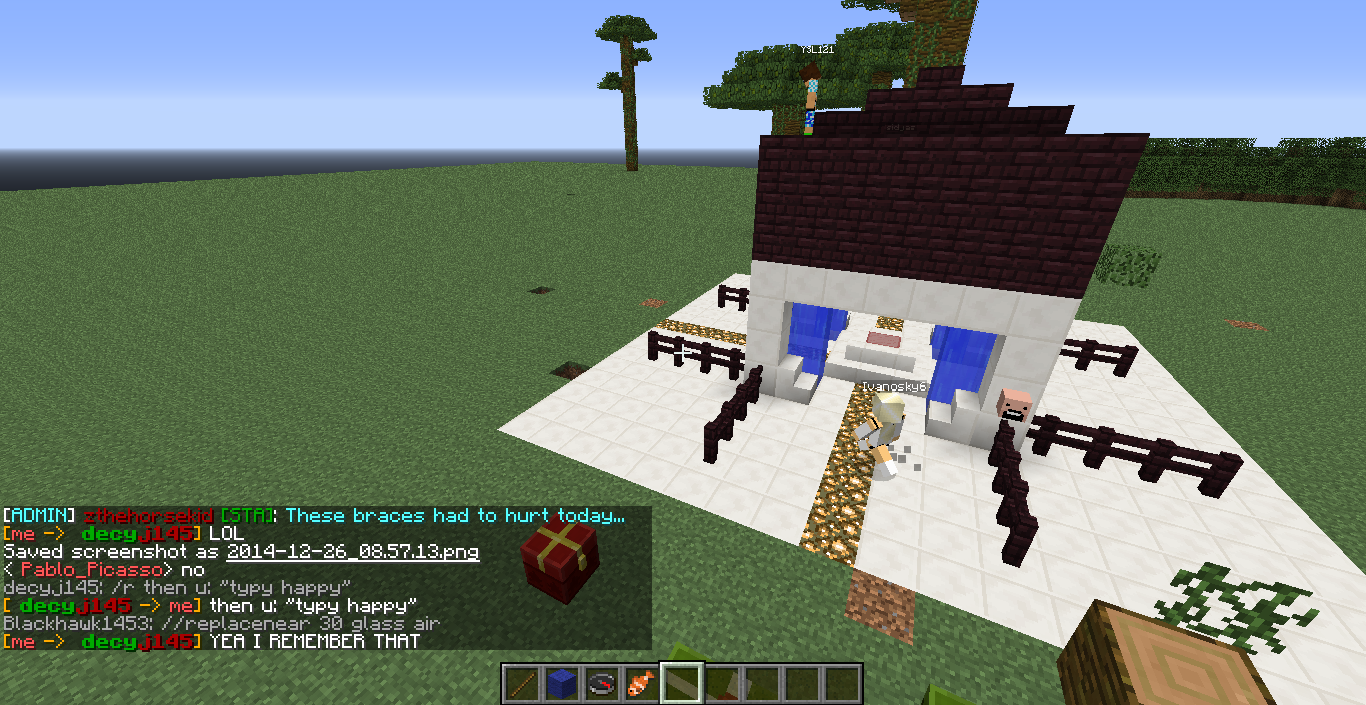 Y3L121
Ivanosky6
[ADMIN] zthehorsekid [STA]: These braces had to hurt today...
[me -> decyj145] LOL
Saved screenshot as 2014-12-26_08.57.13.png
< Pablo_Picasso> no
decyj145: /r then u: "typy happy"
[ decyj145 -> me] then u: "typy happy"
Blackhawk1453: //replacenear 30 glass air
[me -> decyj145] YEA I REMEMBER THAT